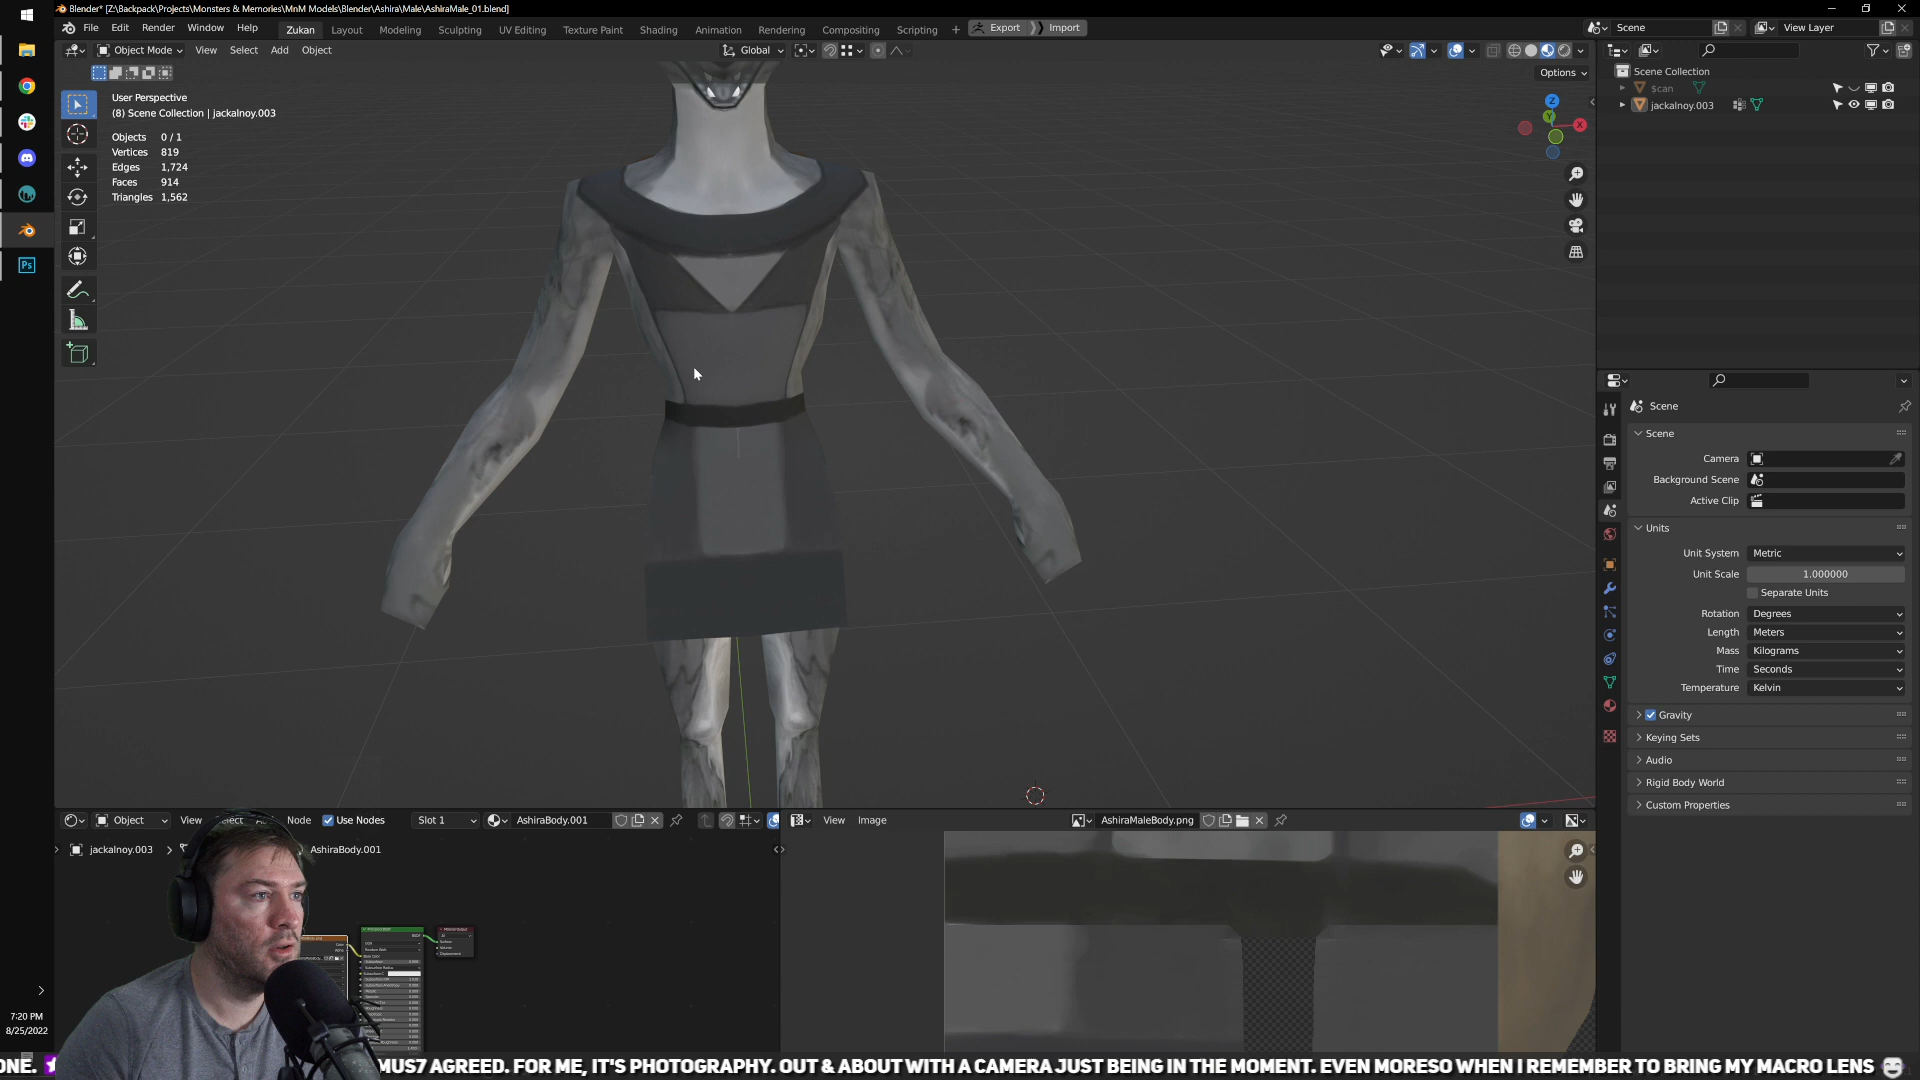 Blender* [Z:\Backpack\Projects\Monsters & Memories\MnM Models\Blender\Ashira\Male\AshiraMale_01.blend]
File Edit Render Window Help Zukan Layout Modeling Sculpting UV Editing Texture Paint Shading Animation Rendering Compositing Scripting + Export Import Scene View Layer
Object Mode View Select Add Object Global
Options
User Perspective
(8) Scene Collection | jackalnoy.003
Objects 0 / 1
Vertices 819
Edges 1,724
Faces 914
Triangles 1,562
Z
Y
X
Scene Collection
$can
jackalnoy.003
Scene
Scene
Camera
Background Scene
Active Clip
Units
Unit System Metric
Unit Scale 1.000000
Separate Units
Rotation Degrees
Length Meters
Mass Kilograms
Time Seconds
Temperature Kelvin
Gravity
Keying Sets
Audio
Rigid Body World
Custom Properties
Ps
Object View Node Use Nodes Slot 1 AshiraBody.001
jackalnoy.003 > AshiraBody.001
View Image AshiraMaleBody.png
7:20 PM
8/25/2022
ONE. MUS7 AGREED. FOR ME, IT'S PHOTOGRAPHY. OUT & ABOUT WITH A CAMERA JUST BEING IN THE MOMENT. EVEN MORESO WHEN I REMEMBER TO BRING MY MACRO LENS